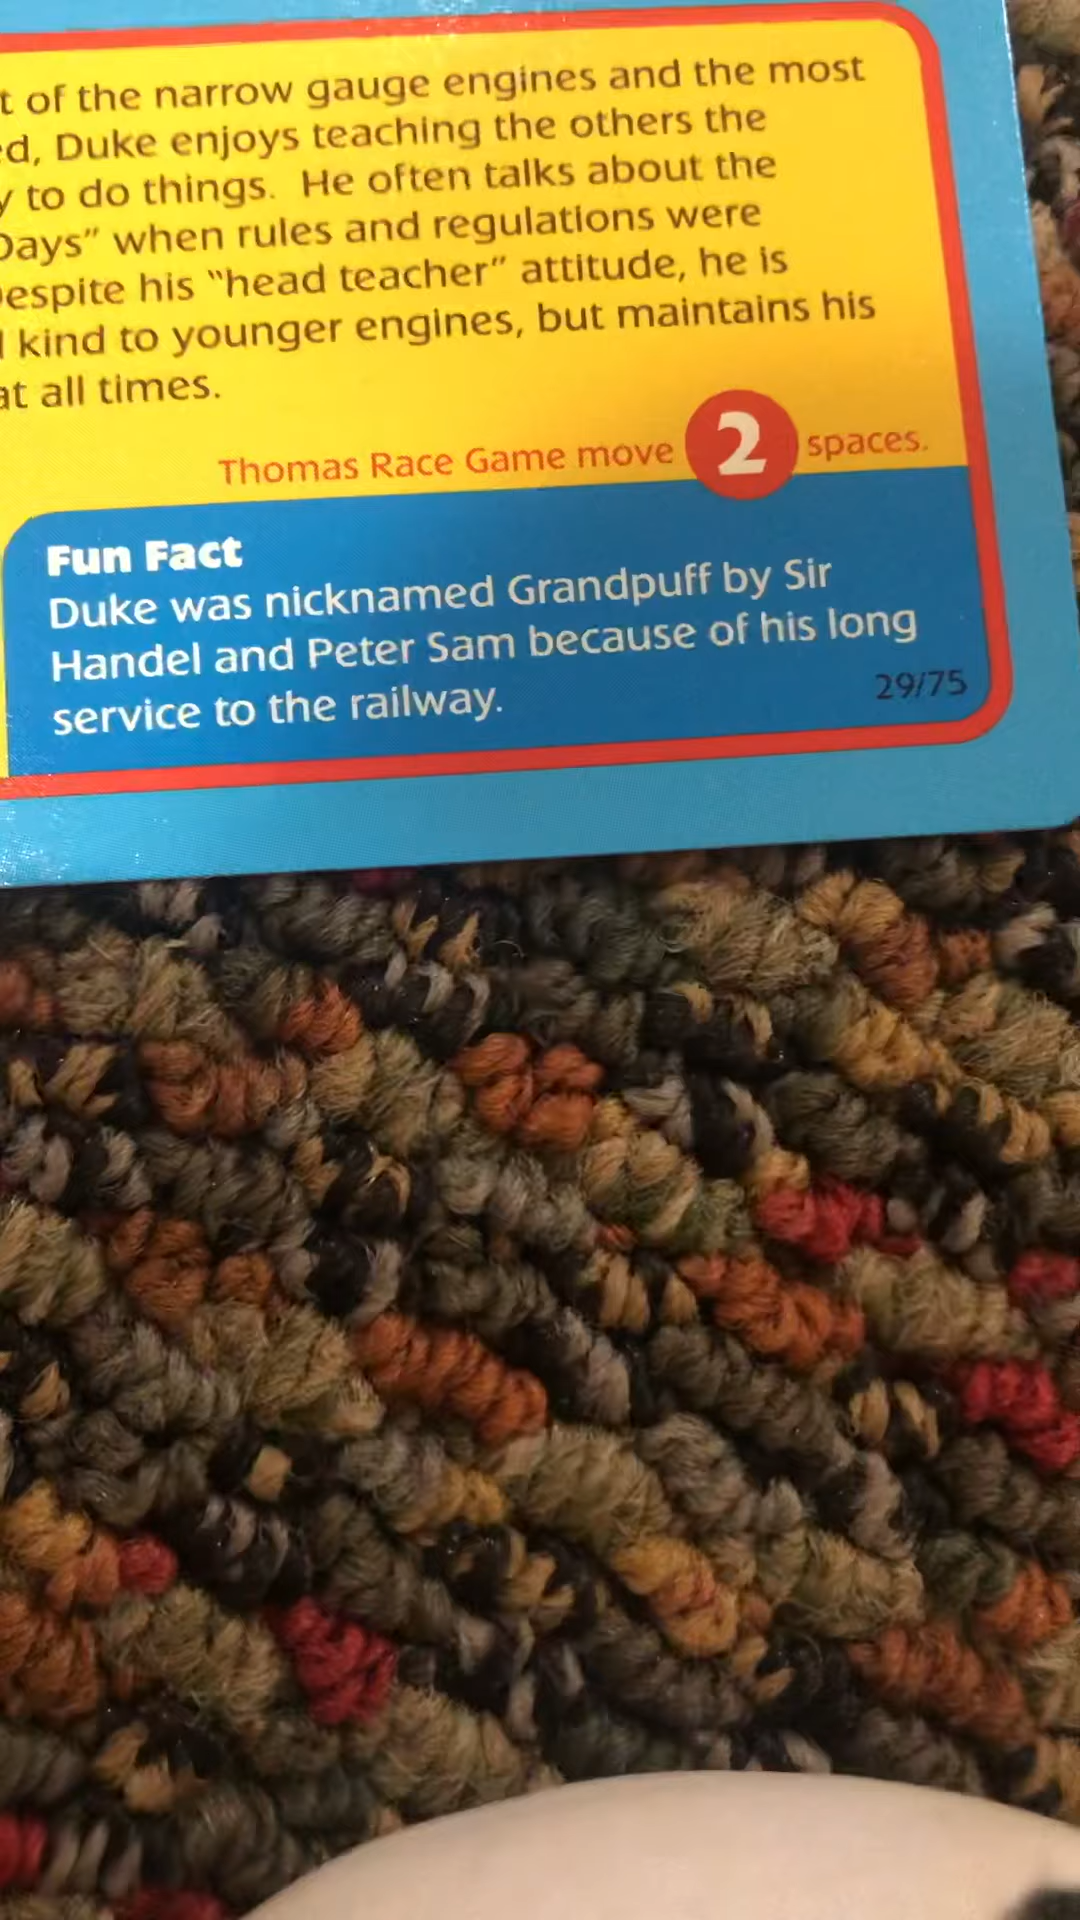 of the narrow gauge engines and the most
Duke enjoys teaching the others the
to do things. He often talks about the
Days" when rules and regulations were
espite his "head teacher" attitude, he is
kind to younger engines, but maintains his
at all times.
Thomas Race Game move 2 spaces.
Fun Fact
Duke was nicknamed Grandpuff by Sir
Handel and Peter Sam because of his long
service to the railway.
29/75